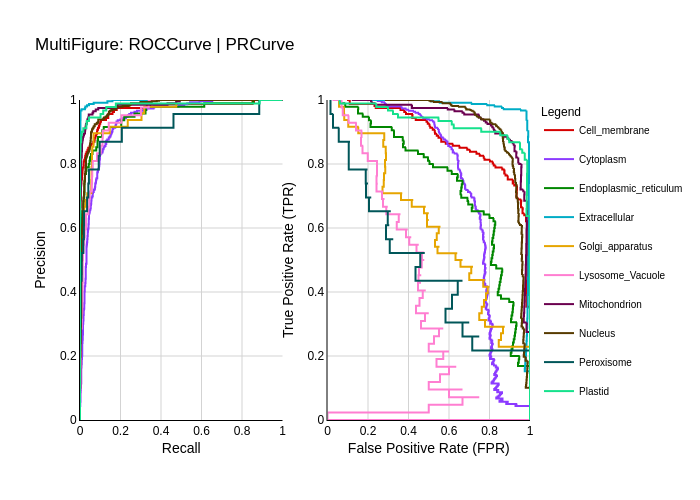 MultiFigure: ROCCurve | PRCurve
Precision
1
0.8
0.6
0.4
0.2
0
0 0.2 0.4 0.6 0.8 1
Recall
True Positive Rate (TPR)
1
0.8
0.6
0.4
0.2
0
0 0.2 0.4 0.6 0.8 1
False Positive Rate (FPR)
Legend
Cell_membrane
Cytoplasm
Endoplasmic_reticulum
Extracellular
Golgi_apparatus
Lysosome_Vacuole
Mitochondrion
Nucleus
Peroxisome
Plastid